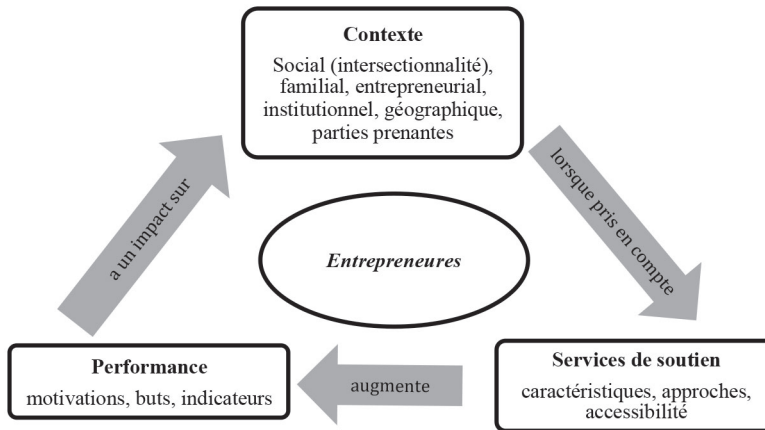 Contexte
Social (intersectionnalité),
familial, entrepreneurial,
institutionnel, géographique,
parties prenantes
a un impact sur
lorsque pris en compte
Entrepreneures
Performance
motivations, buts, indicateurs
augmente
Services de soutien
caractéristiques, approches,
accessibilité